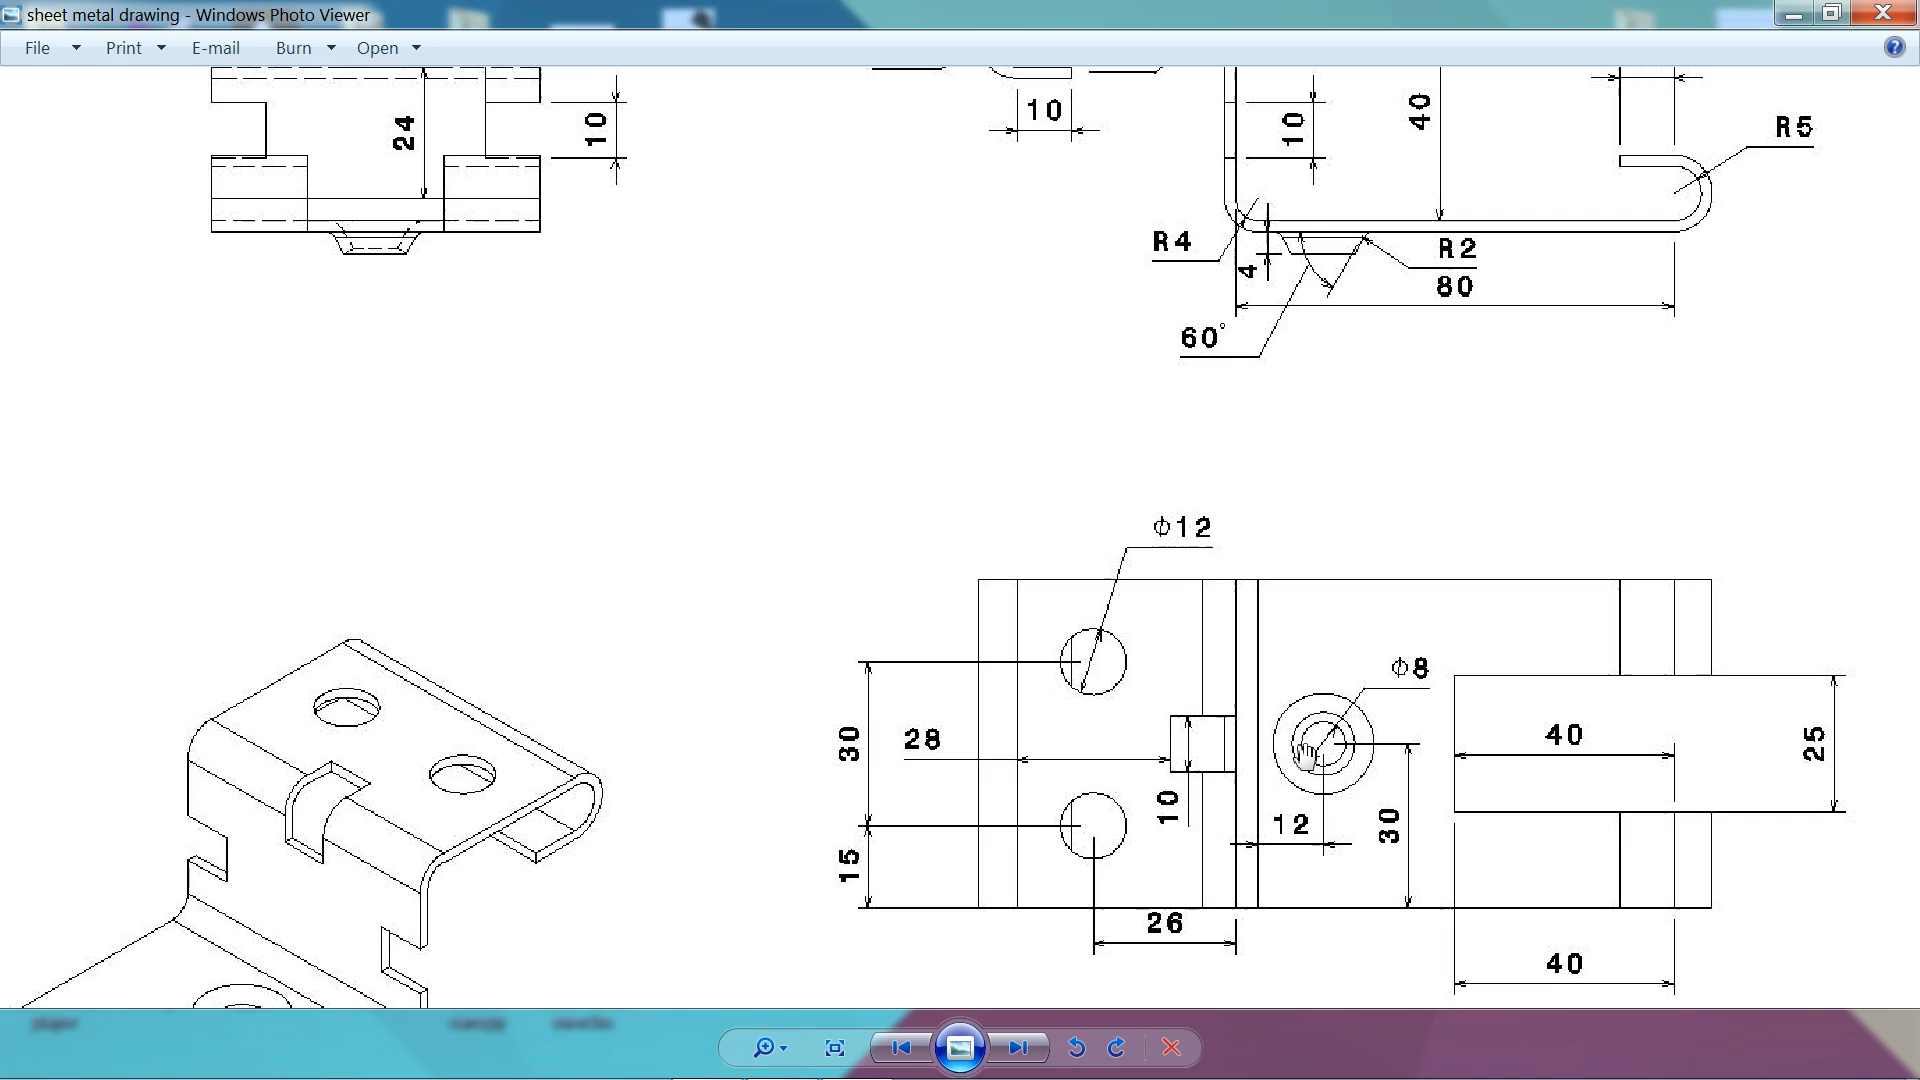 sheet metal drawing - Windows Photo Viewer
File Print E-mail Burn Open
24
10
10
10
40
R5
R4
4
R2
80
60°
ϕ12
ϕ8
30
28
10
12
30
40
25
15
26
40